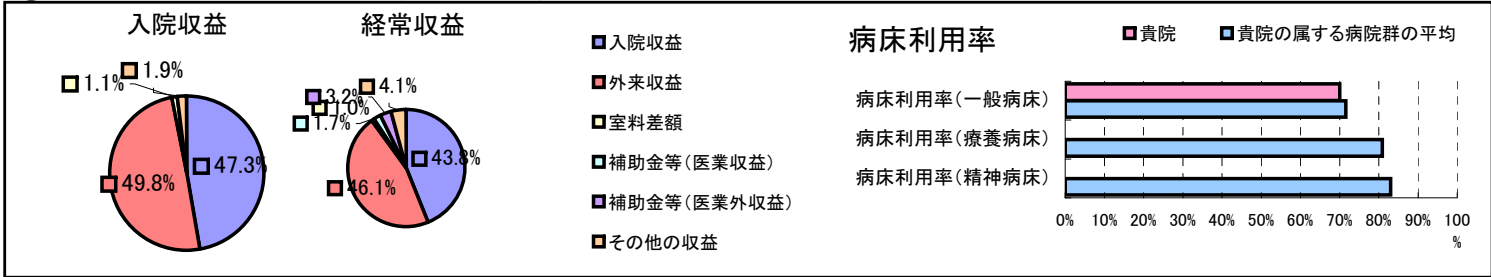 入院収益
1.1%
1.9%
47.3%
49.8%
経常収益
3.2%
4.1%
1.0%
1.7%
43.8%
46.1%
入院収益
外来収益
室料差額
補助金等(医業収益)
補助金等(医業外収益)
その他の収益
病床利用率
貴院
貴院の属する病院群の平均
病床利用率(一般病床)
病床利用率(療養病床)
病床利用率(精神病床)
0% 10% 20% 30% 40% 50% 60% 70% 80% 90% 100
%